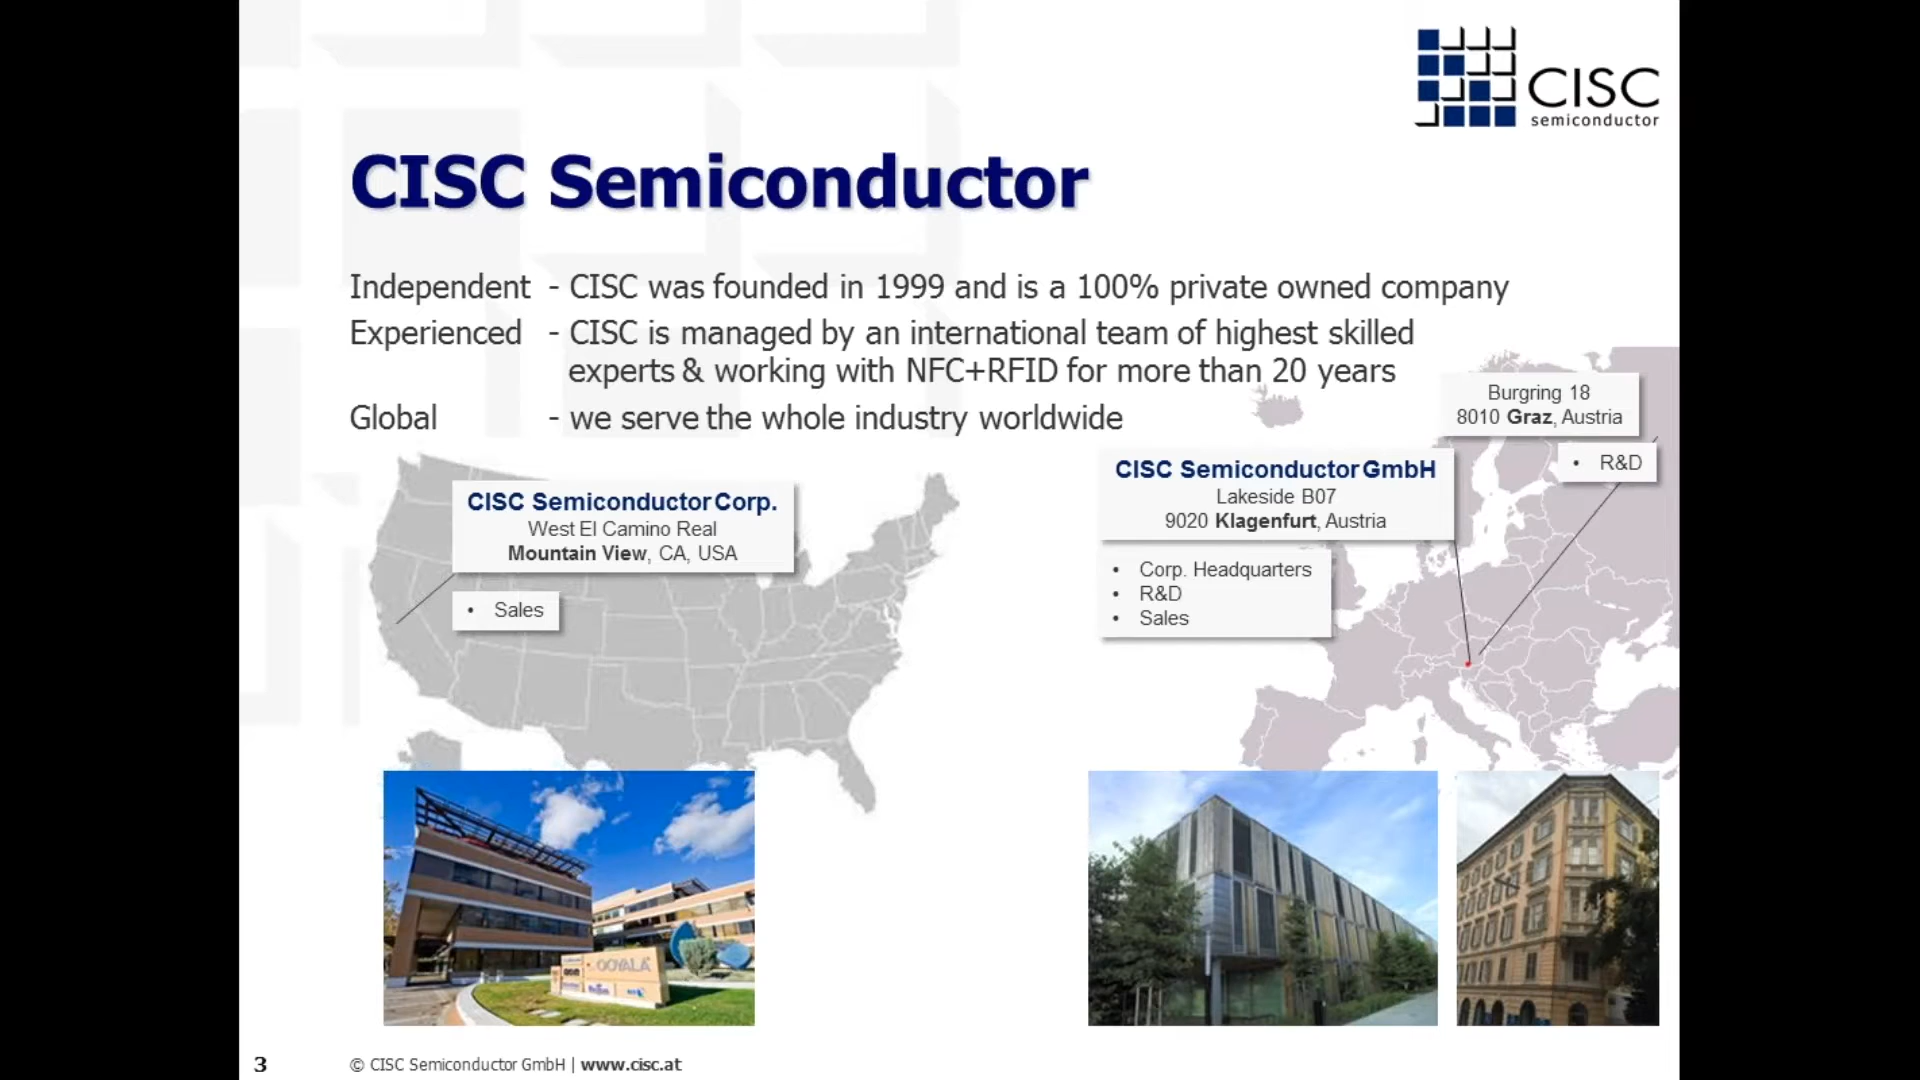 CISC
semiconductor
CISC Semiconductor
Independent - CISC was founded in 1999 and is a 100% private owned company
Experienced - CISC is managed by an international team of highest skilled
experts & working with NFC+RFID for more than 20 years
Global - we serve the whole industry worldwide
Burgring 18
8010 Graz, Austria
• R&D
CISC Semiconductor GmbH
Lakeside B07
9020 Klagenfurt, Austria
• Corp. Headquarters
• R&D
• Sales
CISC Semiconductor Corp.
West El Camino Real
Mountain View, CA, USA
• Sales
OOYALA
3
© CISC Semiconductor GmbH | www.cisc.at